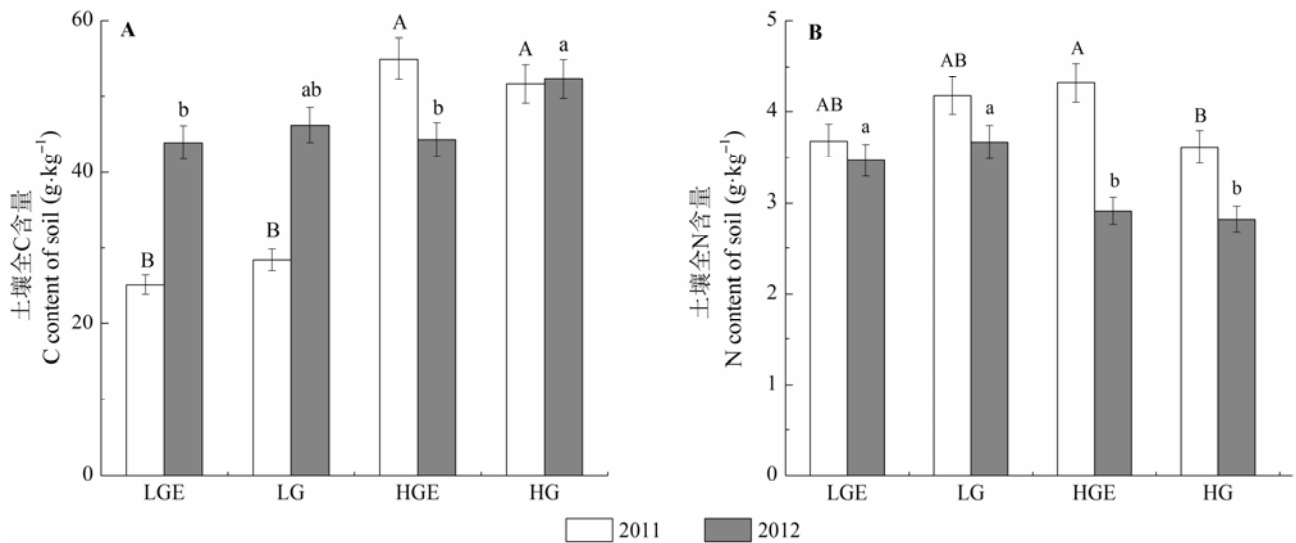 A
土壤全C含量
C content of soil (g·kg⁻¹)
60
40
20
0
B
b
B
ab
A
b
A
a
LGE
LG
HGE
HG
B
土壤全N含量
N content of soil (g·kg⁻¹)
5
4
3
2
1
0
AB
a
AB
a
A
b
B
b
LGE
LG
HGE
HG
2011
2012